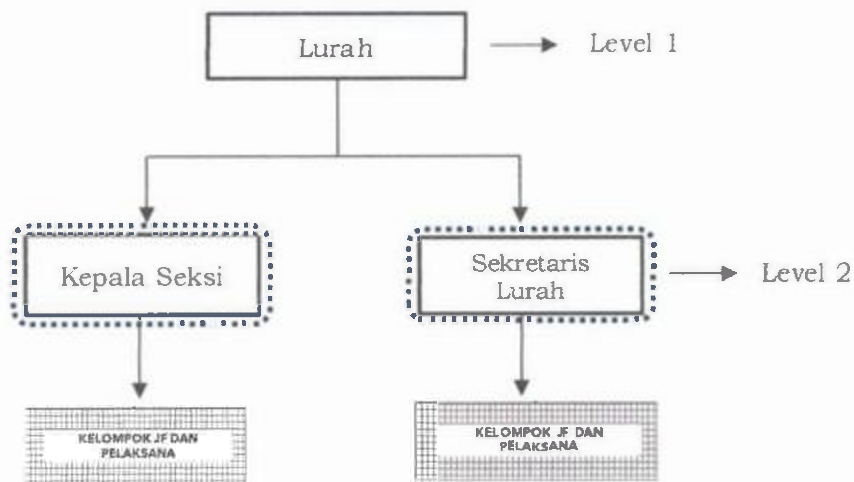 Lurah
Level 1
Kepala Seksi
Sekretaris
Lurah
Level 2
KELOMPOK JF DAN
PELAKSANA
KELOMPOK JF DAN
PELAKSANA